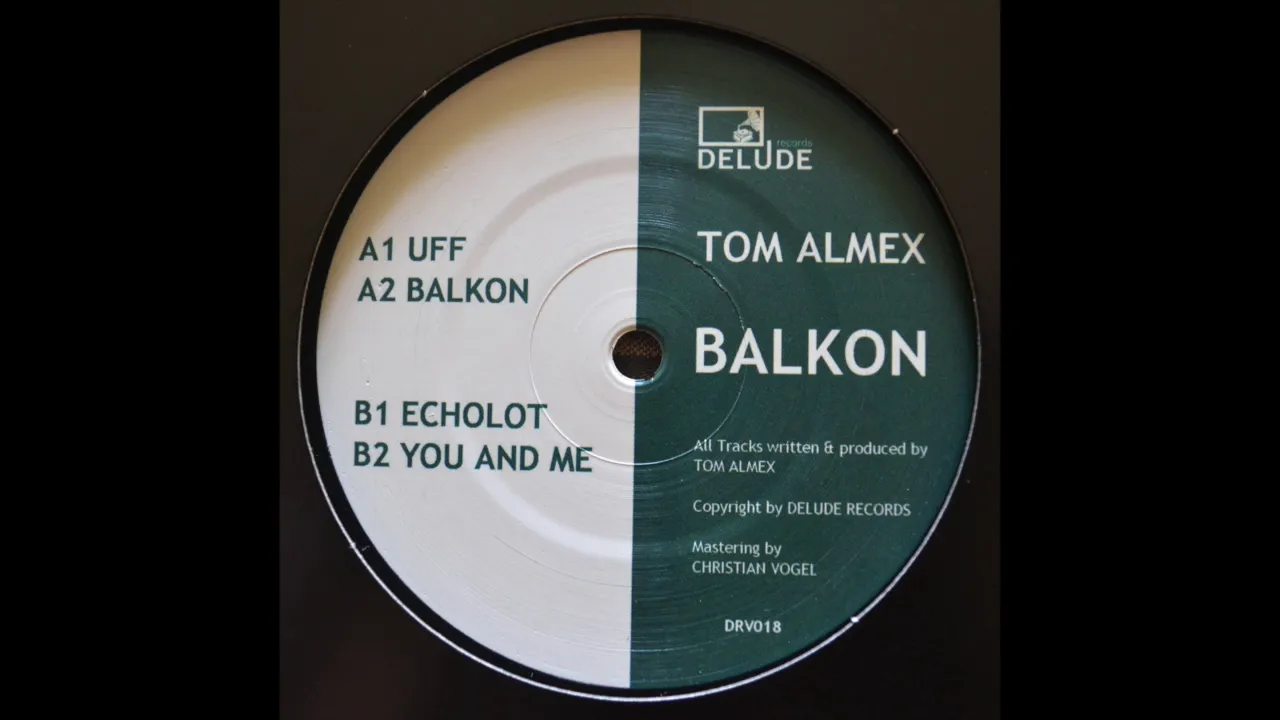 A1 UFF
A2 BALKON
B1 ECHOLOT
B2 YOU AND ME
records
DELUDE
TOM ALMEX
BALKON
All Tracks written & produced by
TOM ALMEX
Copyright by DELUDE RECORDS
Mastering by
CHRISTIAN VOGEL
DRV018